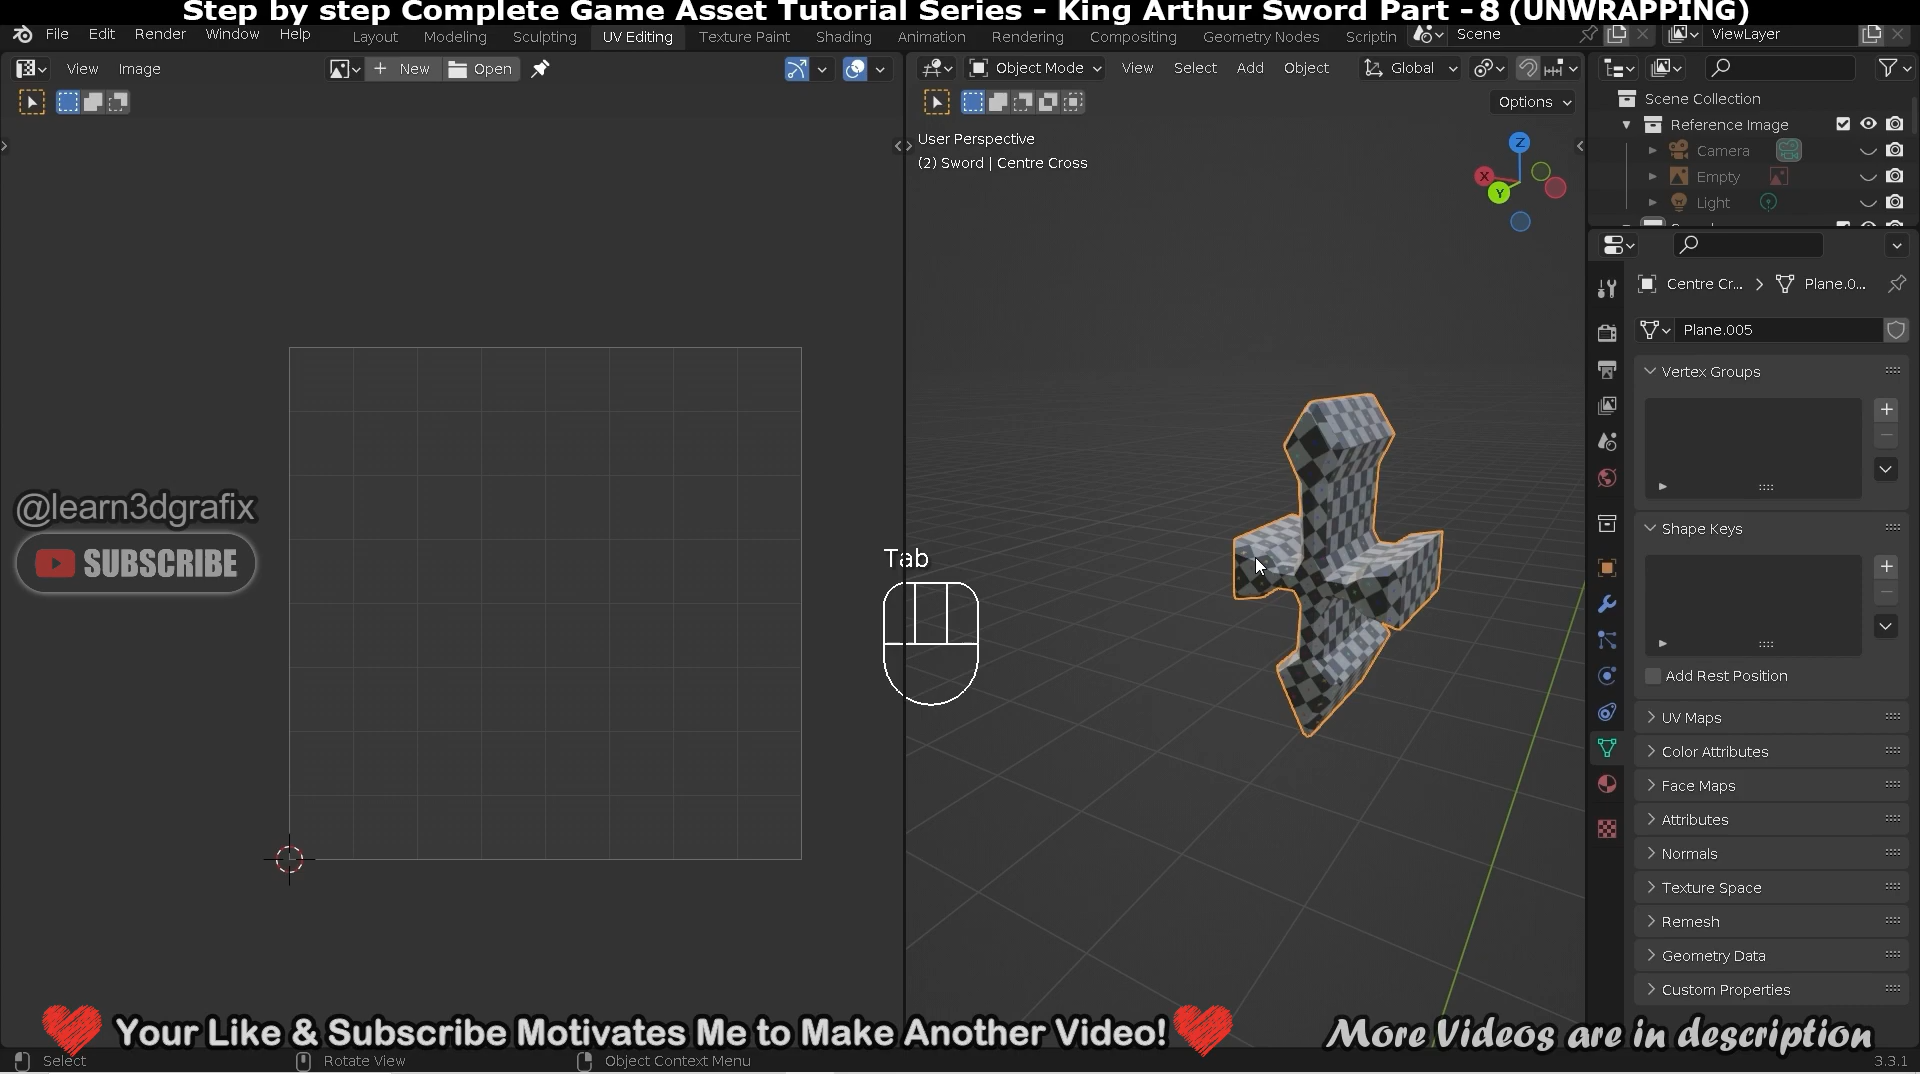 Step by step Complete Game Asset Tutorial Series - King Arthur Sword Part - 8 (UNWRAPPING)
File Edit Render Window Help Layout Modeling Sculpting UV Editing Texture Paint Shading Animation Rendering Compositing Geometry Nodes Scriptin Scene ViewLayer
View Image + New Open
Object Mode View Select Add Object Global
Options
User Perspective
(2) Sword | Centre Cross
Z
X
Y
Scene Collection
Reference Image
Camera
Empty
Light
Centre Cr... > Plane.0...
Plane.005
Vertex Groups
Shape Keys
Add Rest Position
UV Maps
Color Attributes
Face Maps
Attributes
Normals
Texture Space
Remesh
Geometry Data
Custom Properties
@learn3dgrafix
SUBSCRIBE
Tab
Your Like & Subscribe Motivates Me to Make Another Video!
More Videos are in description
Select Rotate View Object Context Menu 3.3.1